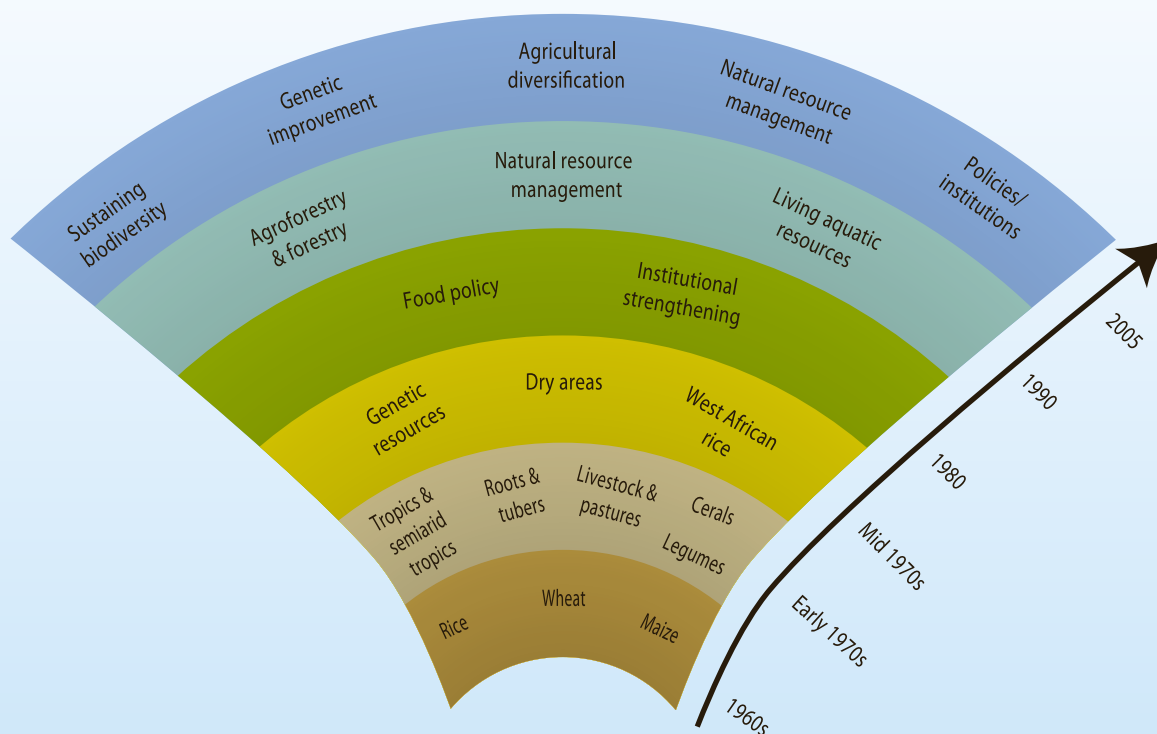 Agricultural
diversification
Genetic
improvement
Natural resource
management
Sustaining
biodiversity
Policies/
institutions
Natural resource
management
Agroforestry
& forestry
Living aquatic
resources
Food policy
Institutional
strengthening
Genetic
resources
Dry areas
West African
rice
Tropics &
semiarid
tropics
Roots &
tubers
Livestock &
pastures
Cerals
Legumes
Rice
Wheat
Maize
2005
1990
1980
Mid 1970s
Early 1970s
1960s